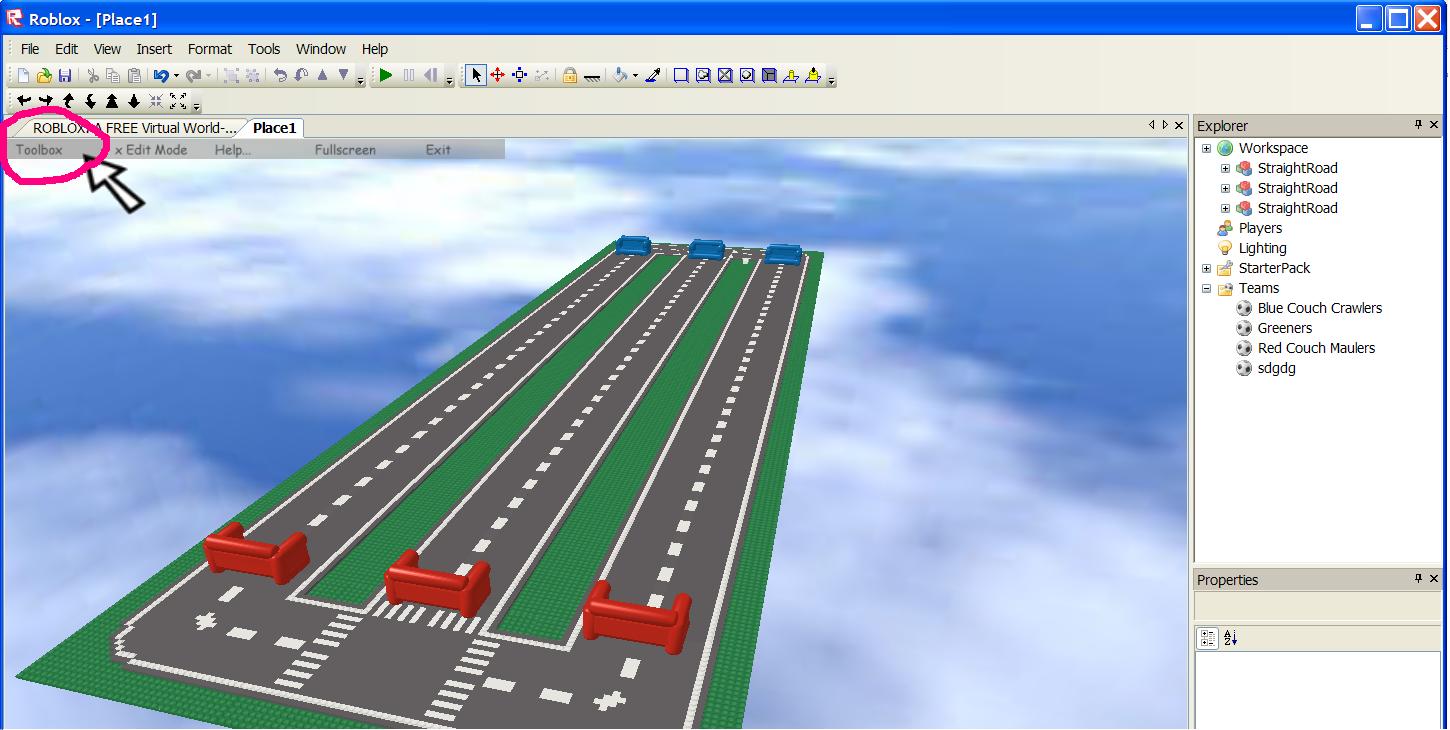 Roblox - [Place1]
File Edit View Insert Format Tools Window Help
ROBLOX: A FREE Virtual World-... Place1
Toolbox x Edit Mode Help... Fullscreen Exit
Explorer
Workspace
StraightRoad
StraightRoad
StraightRoad
Players
Lighting
StarterPack
Teams
Blue Couch Crawlers
Greeners
Red Couch Maulers
sdgdg
Properties